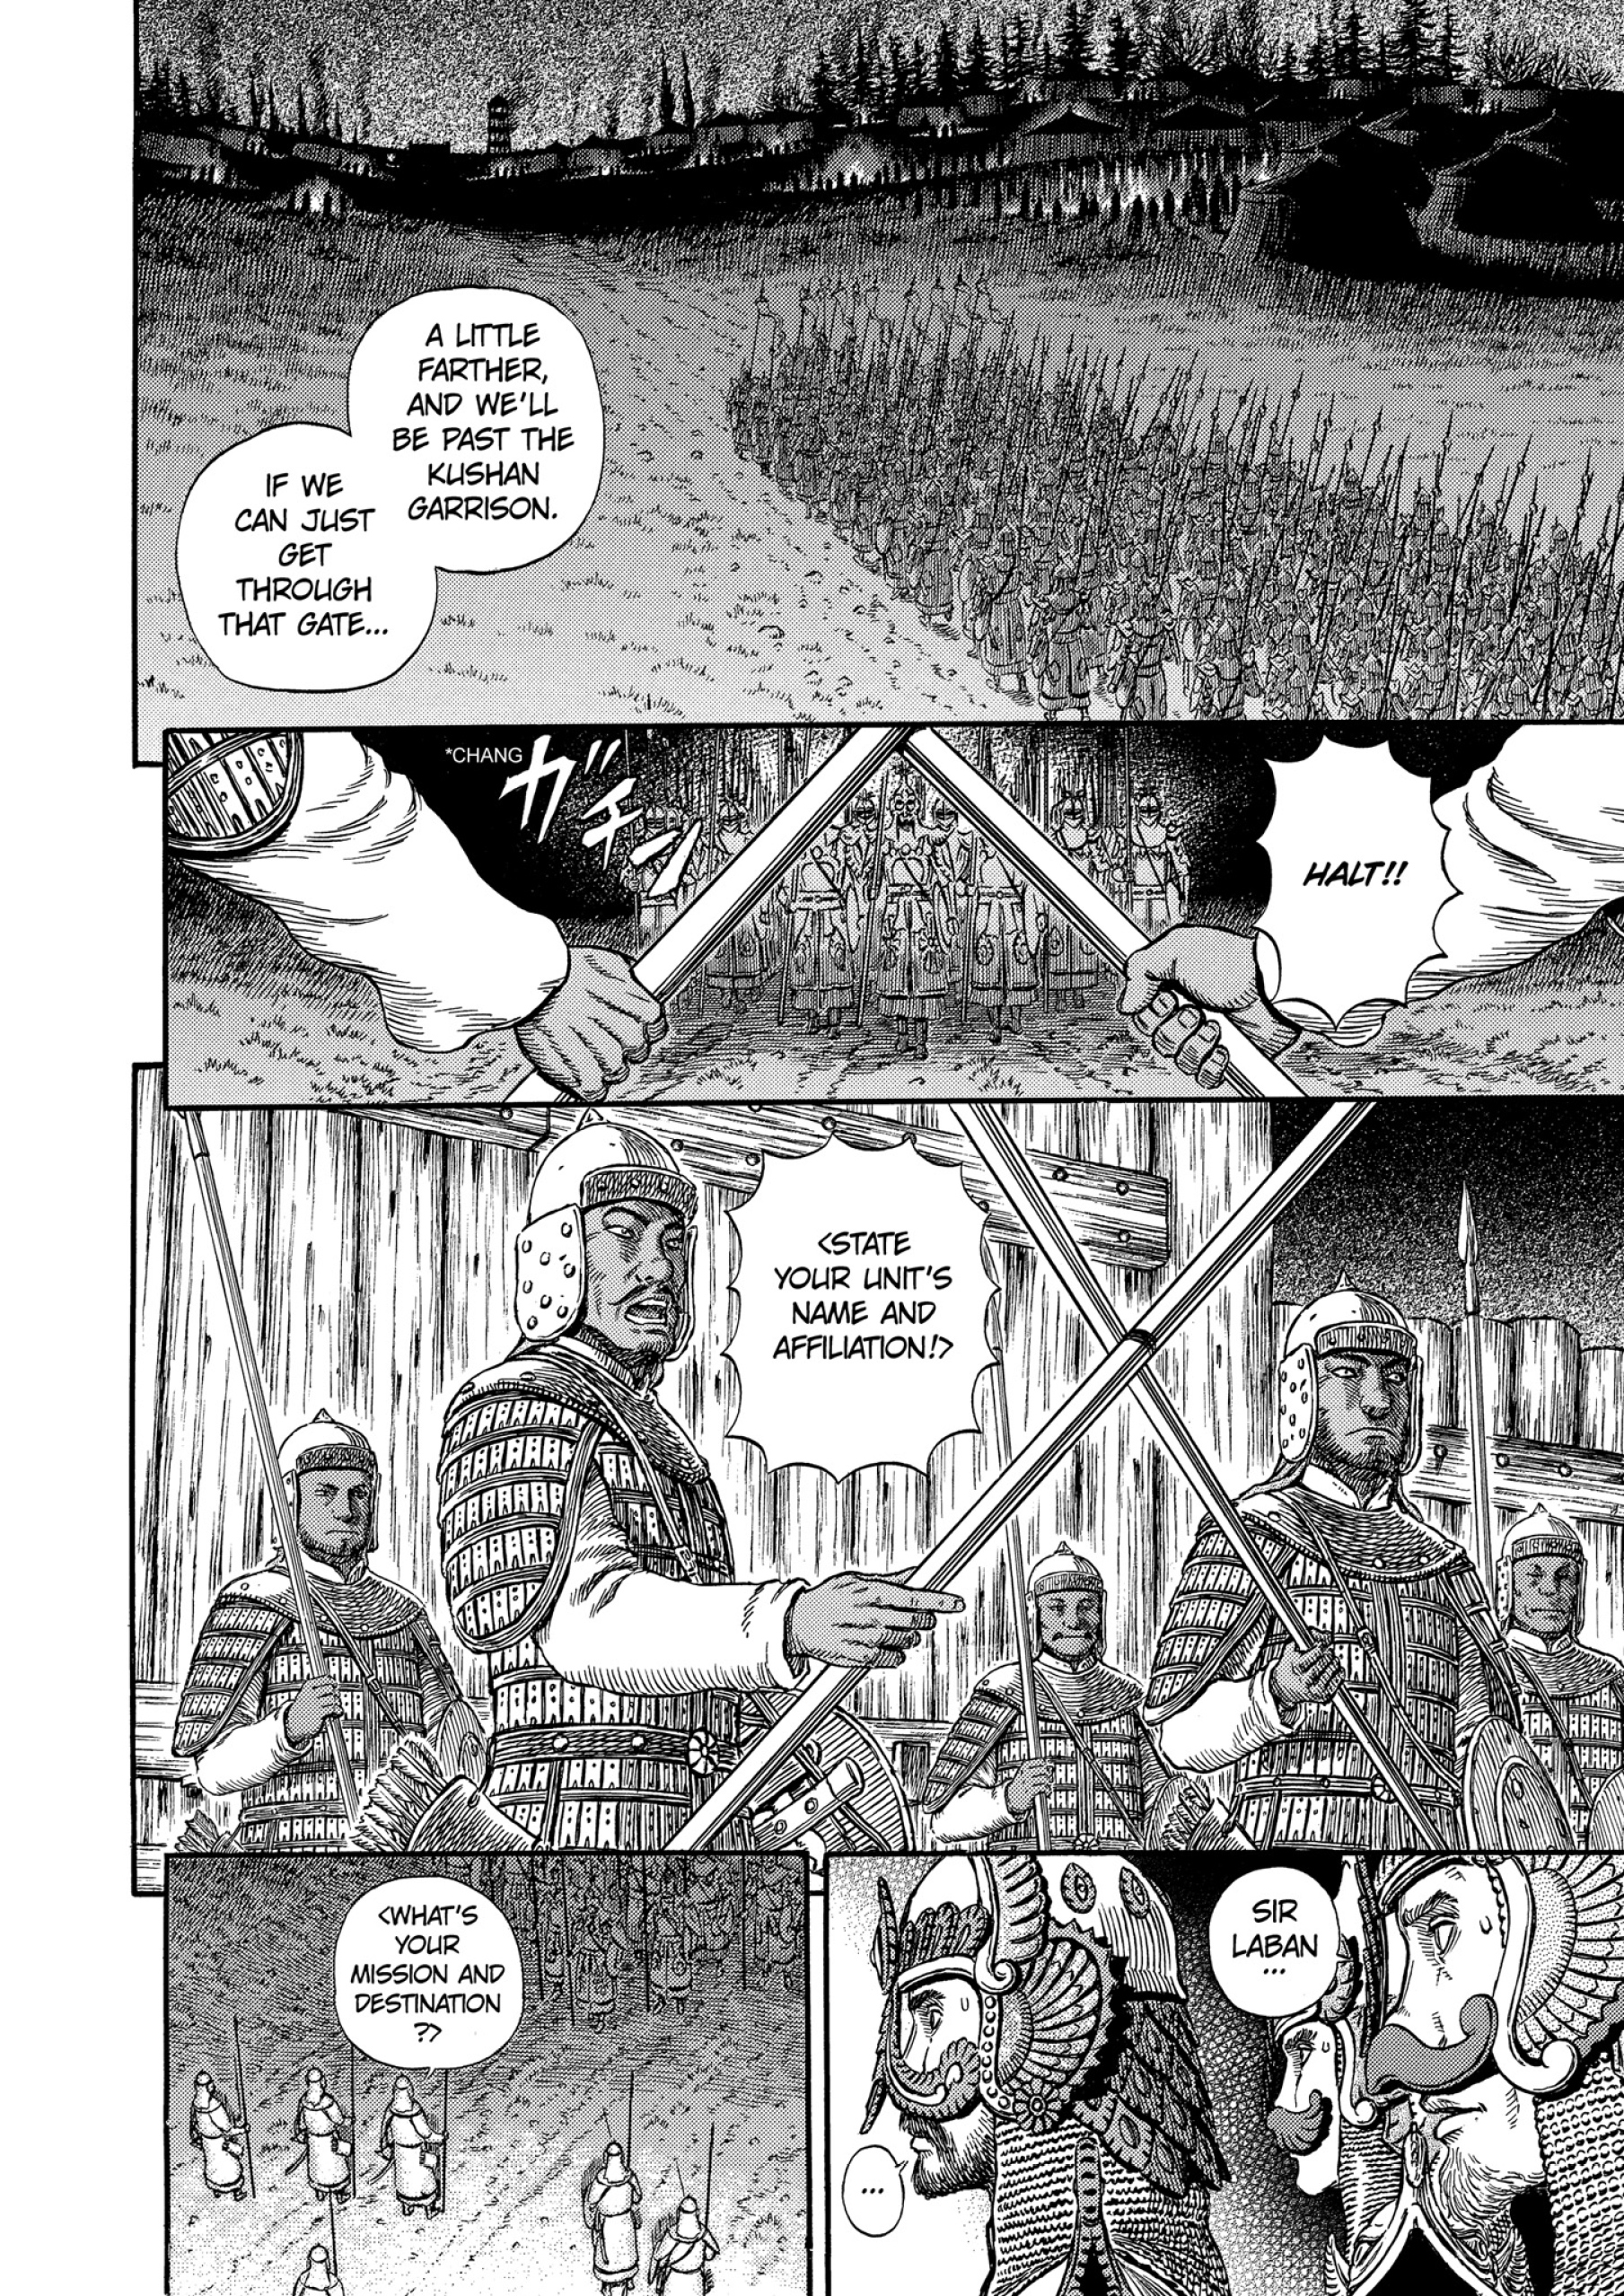 A LITTLE
FARTHER,
AND WE'LL
BE PAST THE
KUSHAN
GARRISON.
IF WE
CAN JUST
GET
THROUGH
THAT GATE...
HALT!!
*CHANG
ガチーン
<STATE
YOUR UNIT'S
NAME AND
AFFILIATION!>
SIR
LABAN
...
...
<WHAT'S
YOUR
MISSION AND
DESTINATION
?>